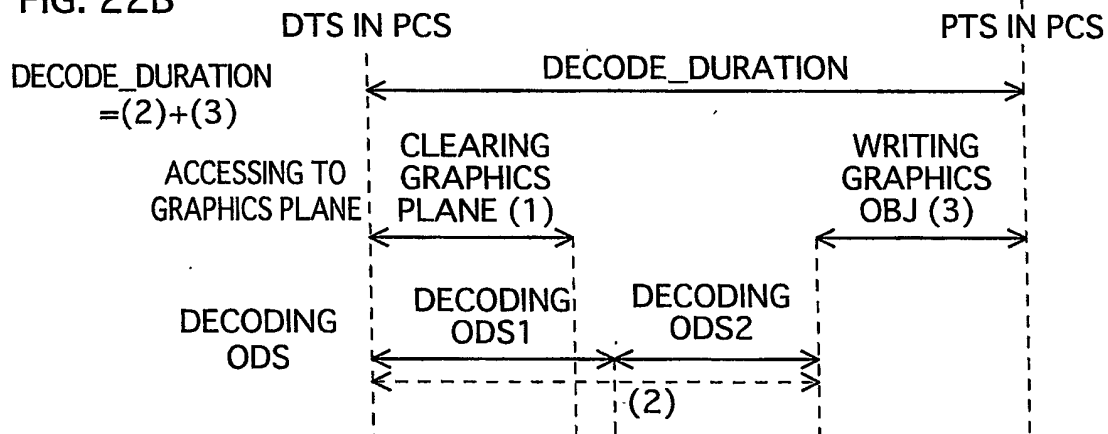 FIG. 22B
DTS IN PCS
PTS IN PCS
DECODE_DURATION
=(2)+(3)
DECODE_DURATION
ACCESSING TO
GRAPHICS PLANE
CLEARING
GRAPHICS
PLANE (1)
WRITING
GRAPHICS
OBJ (3)
DECODING
ODS
DECODING
ODS1
DECODING
ODS2
(2)